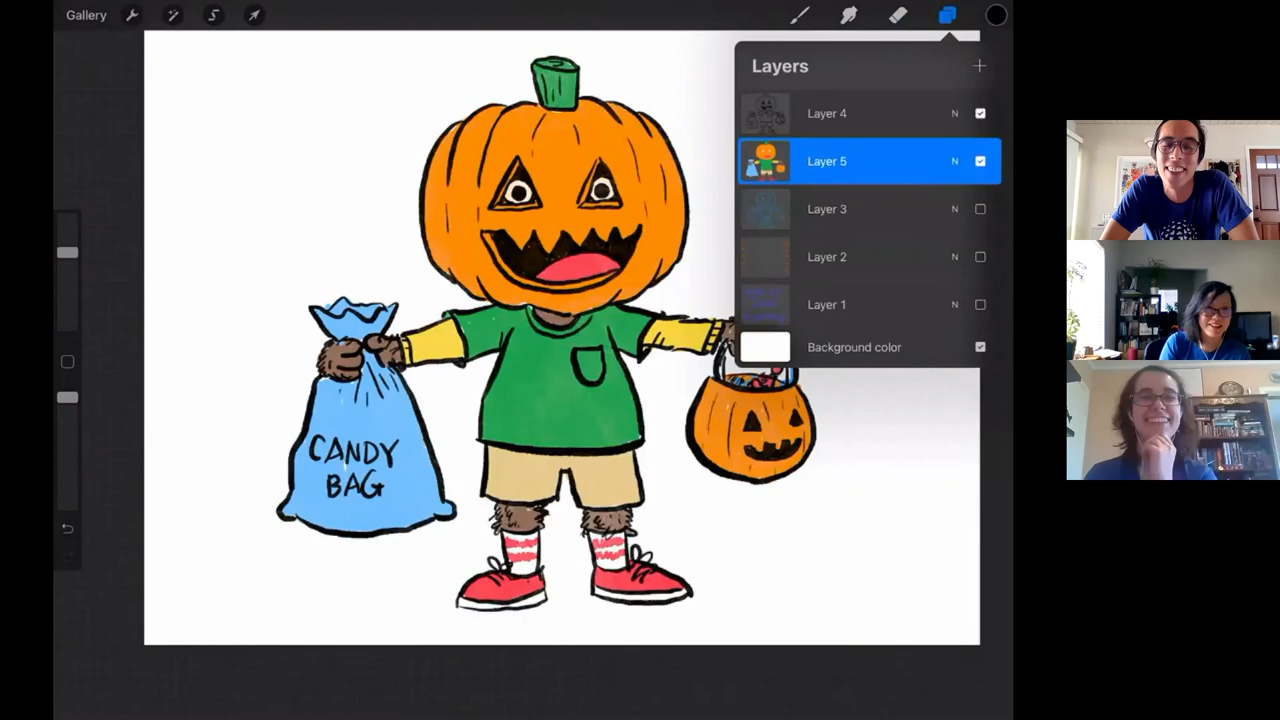 Gallery
Layers
Layer 4 N
Layer 5 N
Layer 3 N
Layer 2 N
Layer 1 N
Background color
CANDY
BAG